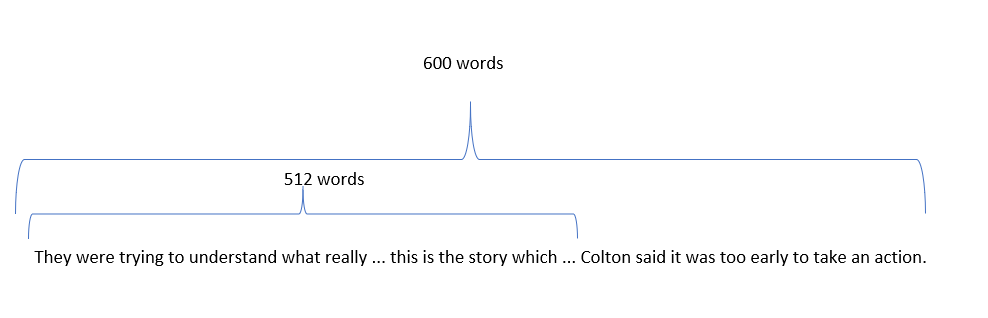 600 words
512 words
They were trying to understand what really ... this is the story which ... Colton said it was too early to take an action.